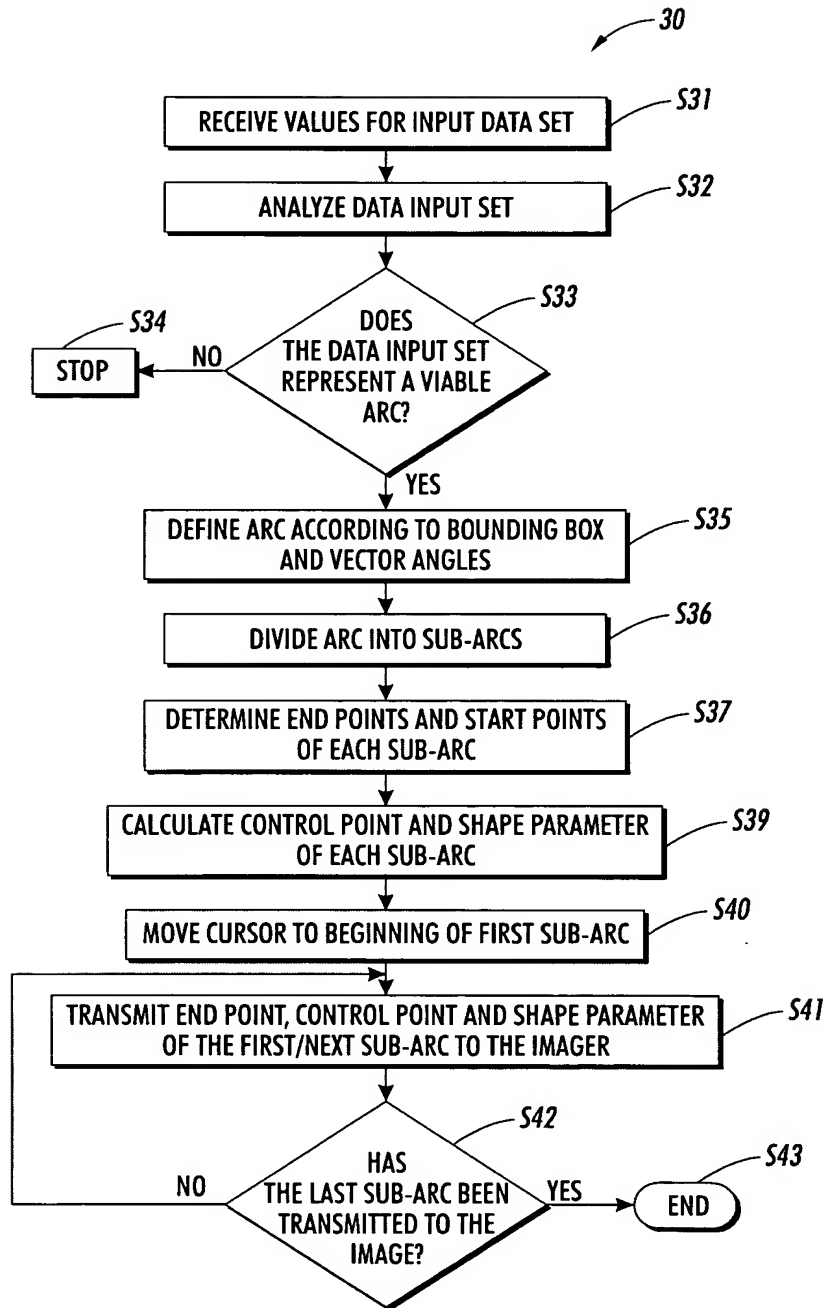 30
S31
RECEIVE VALUES FOR INPUT DATA SET
S32
ANALYZE DATA INPUT SET
S33
DOES
THE DATA INPUT SET
REPRESENT A VIABLE
ARC?
S34
NO
STOP
YES
S35
DEFINE ARC ACCORDING TO BOUNDING BOX
AND VECTOR ANGLES
S36
DIVIDE ARC INTO SUB-ARCS
S37
DETERMINE END POINTS AND START POINTS
OF EACH SUB-ARC
S39
CALCULATE CONTROL POINT AND SHAPE PARAMETER
OF EACH SUB-ARC
S40
MOVE CURSOR TO BEGINNING OF FIRST SUB-ARC
S41
TRANSMIT END POINT, CONTROL POINT AND SHAPE PARAMETER
OF THE FIRST/NEXT SUB-ARC TO THE IMAGER
S42
HAS
THE LAST SUB-ARC BEEN
TRANSMITTED TO THE
IMAGE?
NO
YES
S43
END